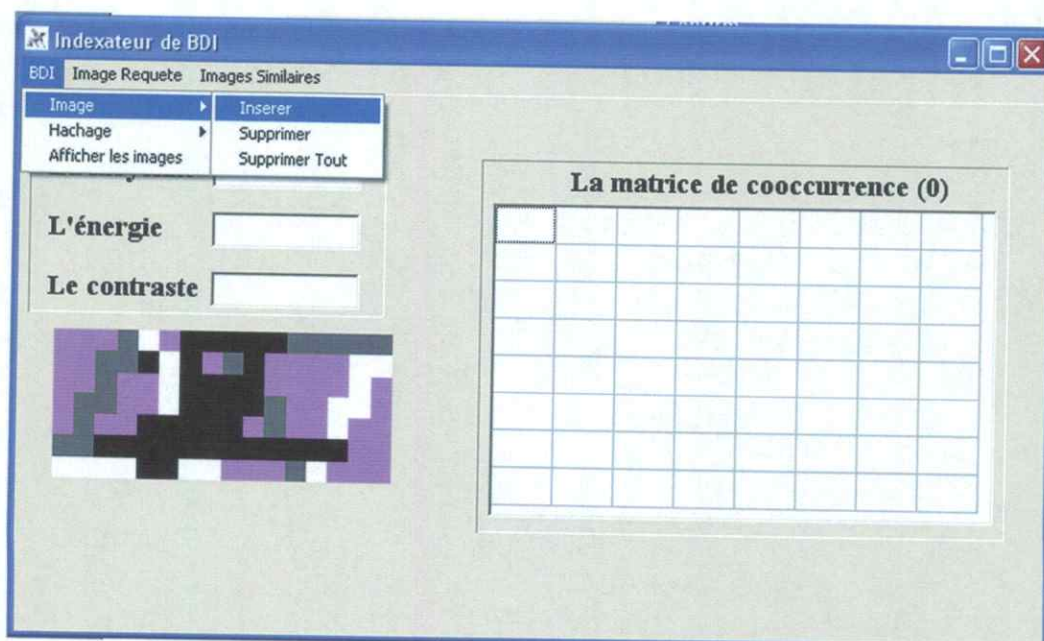 Indexateur de BDI
BDI Image Requete Images Similaires
Image Inserer
Hachage Supprimer
Afficher les images Supprimer Tout
La matrice de cooccurrence (0)
L'énergie
Le contraste